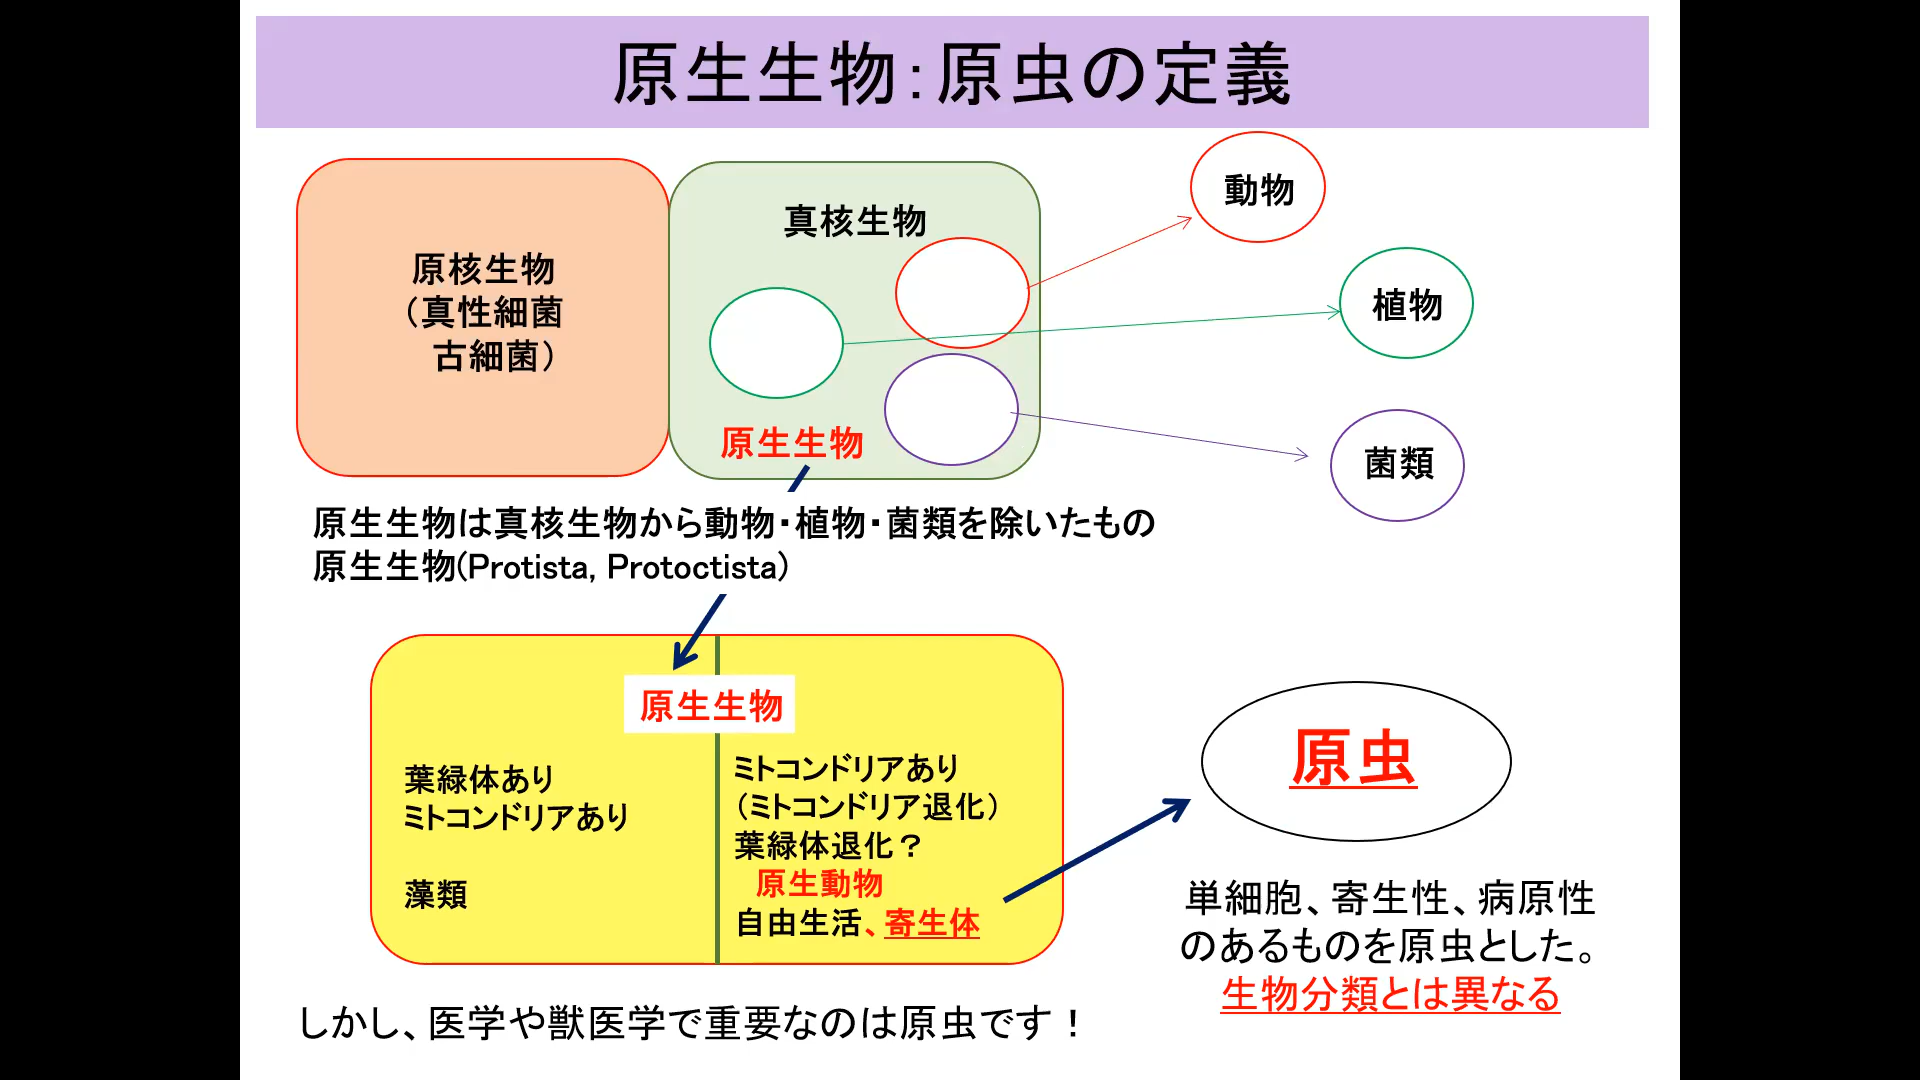 原生生物：原虫の定義
原核生物
（真性細菌
古細菌）
真核生物
原生生物
動物
植物
菌類
原生生物は真核生物から動物・植物・菌類を除いたもの
原生生物(Protista, Protoctista)
原生生物
葉緑体あり
ミトコンドリアあり
藻類
ミトコンドリアあり
（ミトコンドリア退化）
葉緑体退化？
原生動物
自由生活、寄生体
原虫
単細胞、寄生性、病原性
のあるものを原虫とした。
生物分類とは異なる
しかし、医学や獣医学で重要なのは原虫です！